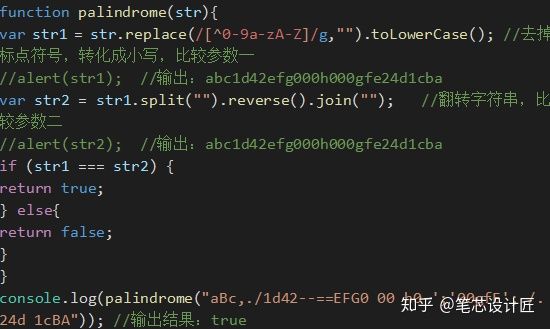 function palindrome(str){
var str1 = str.replace(/[^0-9a-zA-Z]/g,"").toLowerCase(); //去掉
标点符号，转化成小写，比较参数一
//alert(str1);  //输出：abc1d42efg000h000gfe24d1cba
var str2 = str1.split("").reverse().join("");   //翻转字符串，比
较参数二
//alert(str2);  //输出：abc1d42efg000h000gfe24d1cba
if (str1 === str2) {
return true;
} else{
return false;
}
}
console.log(palindrome("aBc,./1d42--==EFG0 00
24d 1cBA")); //输出结果：true
知乎 @笔芯设计匠